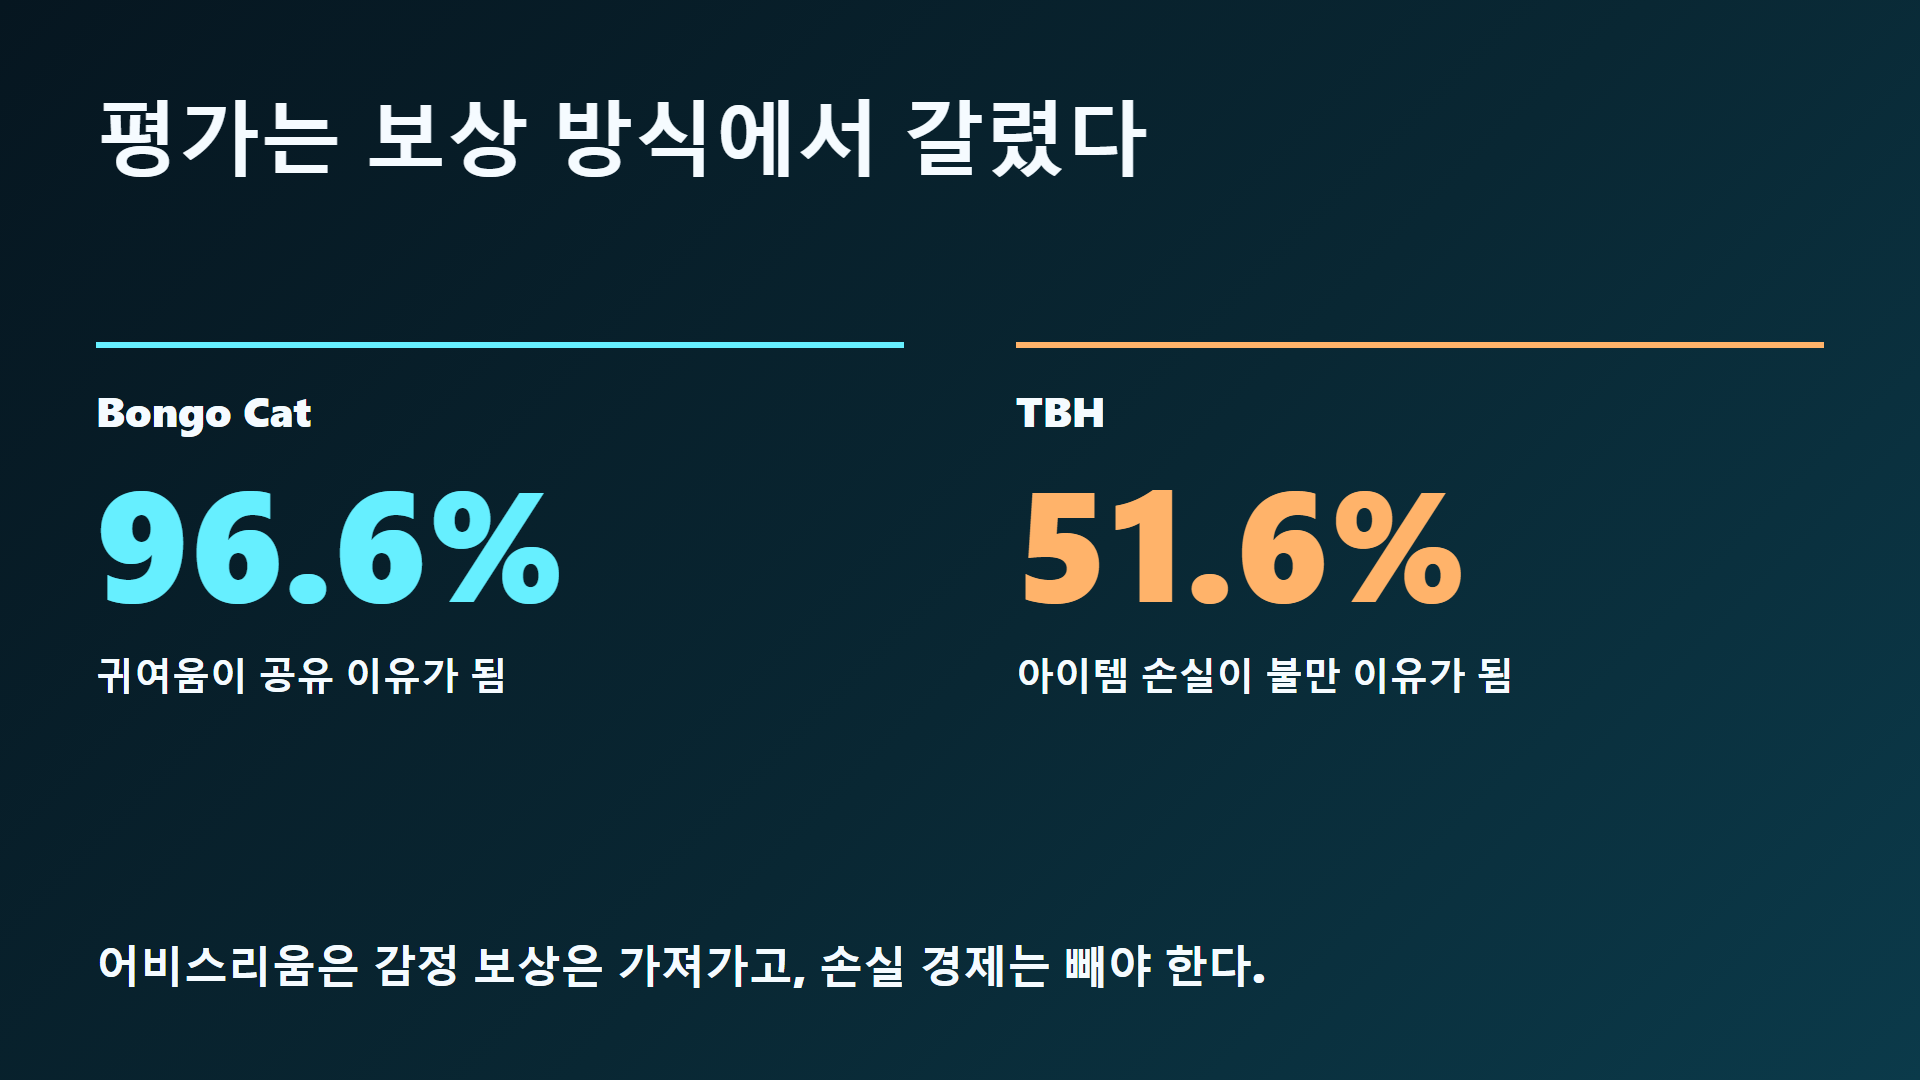 평가는 보상 방식에서 갈렸다
Bongo Cat
96.6%
귀여움이 공유 이유가 됨
TBH
51.6%
아이템 손실이 불만 이유가 됨
어비스리움은 감정 보상은 가져가고, 손실 경제는 빼야 한다.